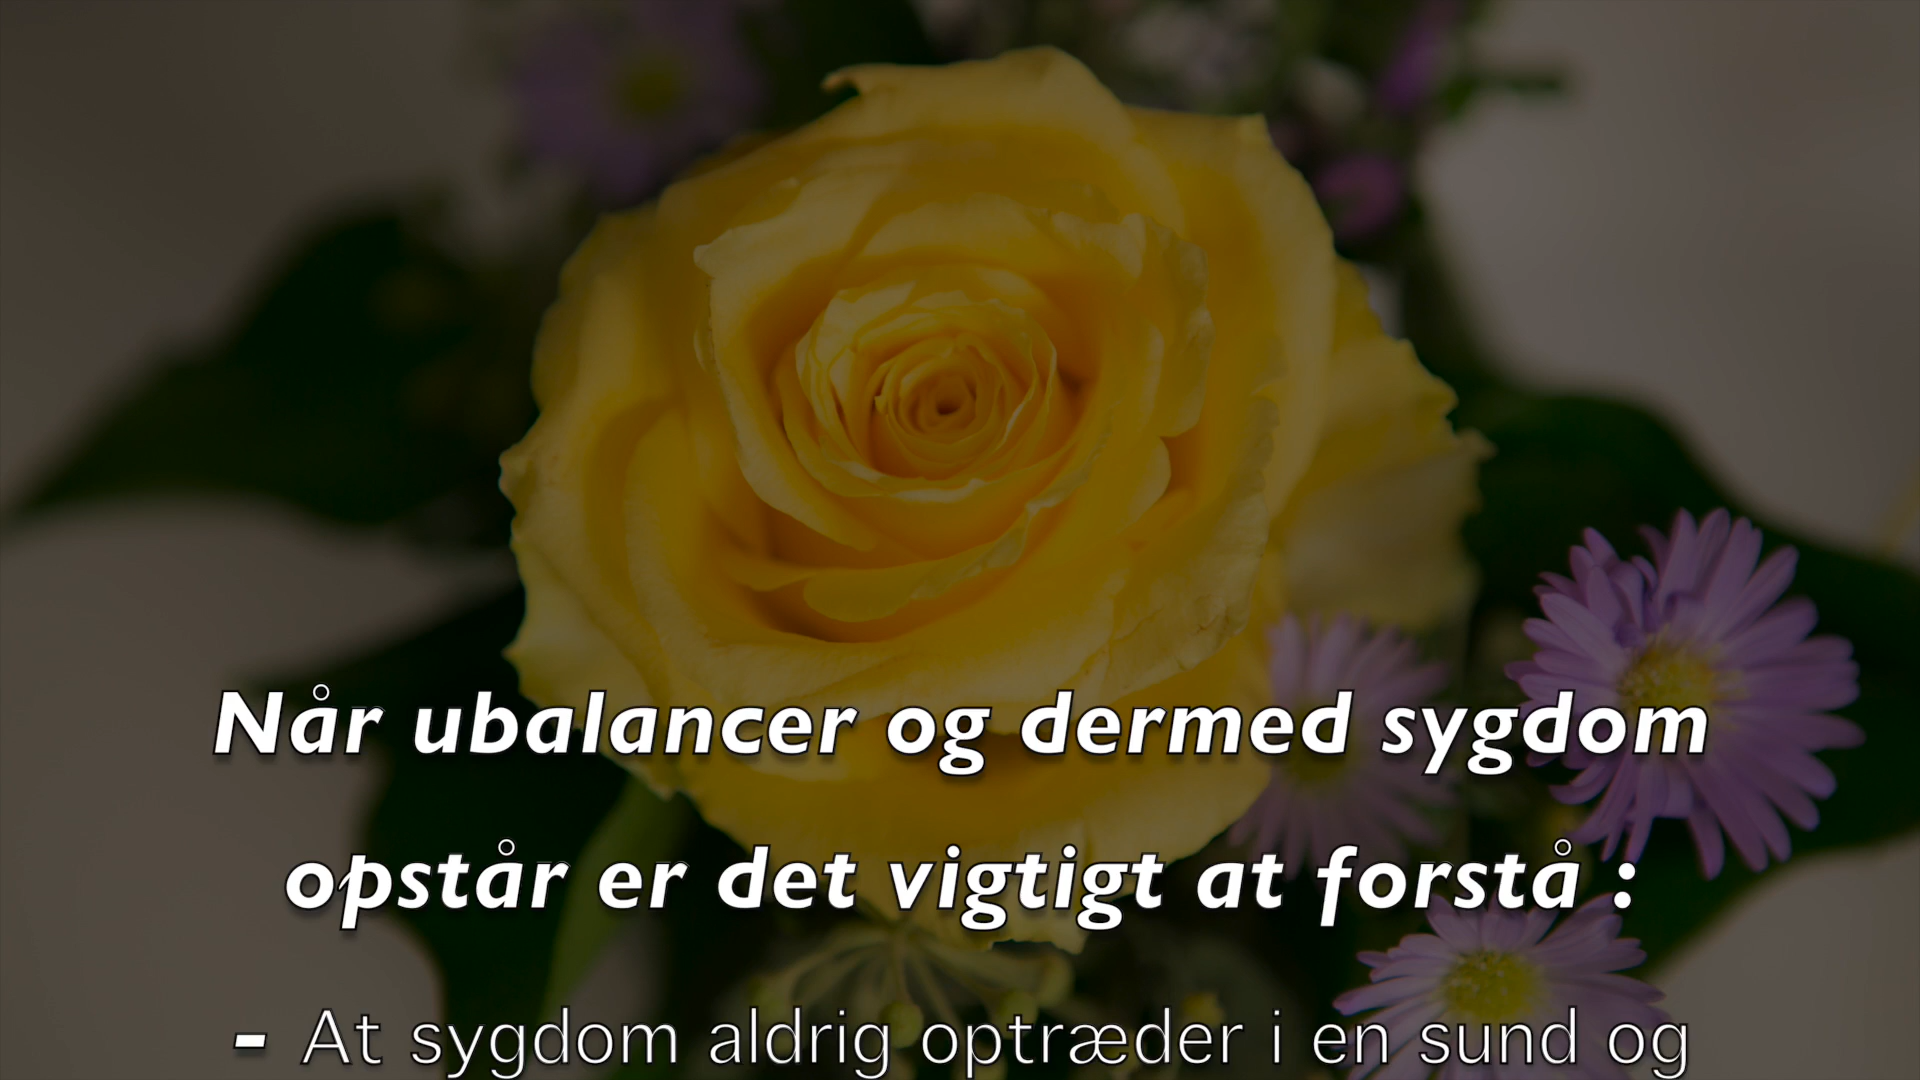 Når ubalancer og dermed sygdom
opstår er det vigtigt at forstå :
- At sygdom aldrig optræder i en sund og